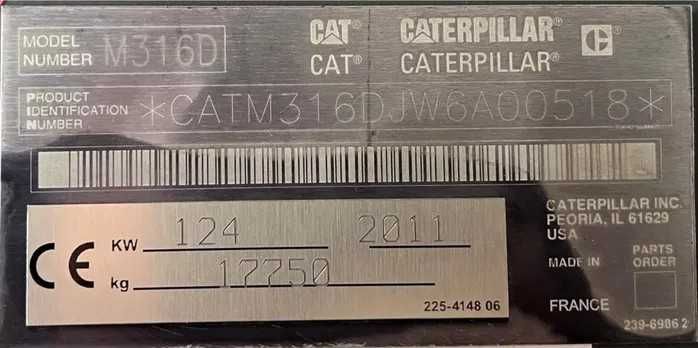 MODEL NUMBER M316D
CAT® CATERPILLAR® C
CAT® CATERPILLAR®
PRODUCT IDENTIFICATION NUMBER *CATM316DJW6A00518*
CATERPILLAR INC.
PEORIA, IL 61629
USA
CE KW 124 2011
kg 17750
225-4148 06
MADE IN PARTS ORDER
FRANCE
239-6986 2